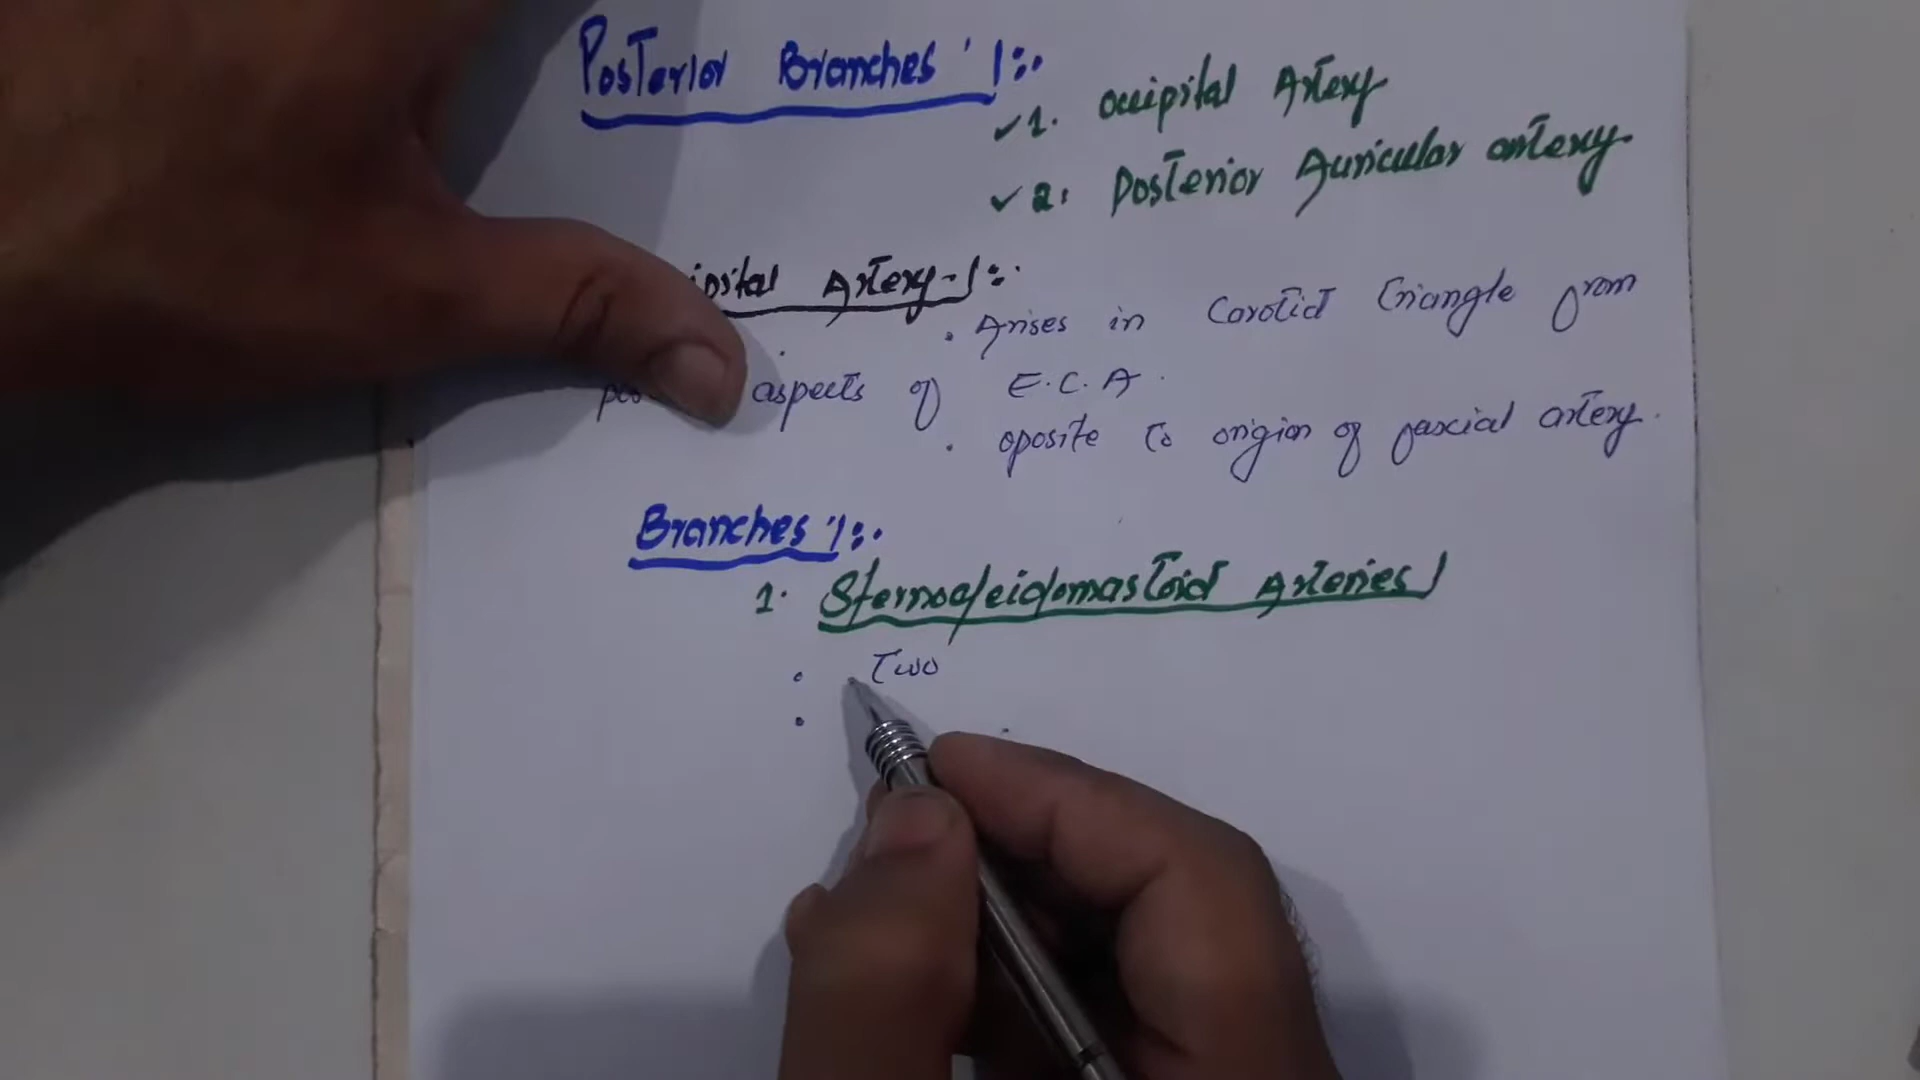 Posterior Branches :
✓1. occipital Artery
✓2. Posterior Auricular artery
Artery :
• Arises in Carotid Triangle from
aspects of E.C.A.
• oposite to origin of fascial artery.
Branches :
1. Sternocleidomastoid Arteries
• Two
•